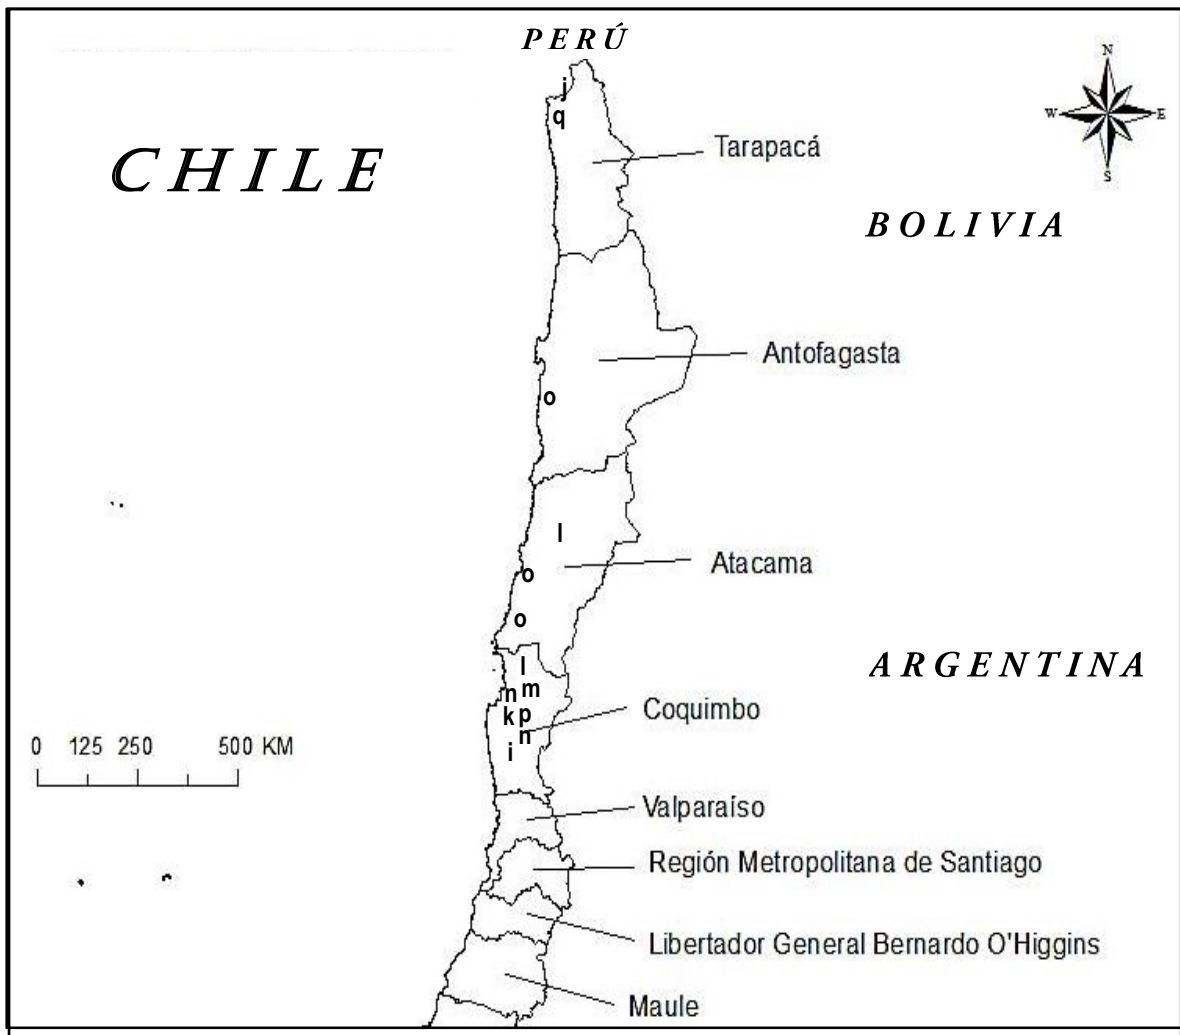 PERÚ
N
W E
S
j
q
CHILE
Tarapacá
BOLIVIA
Antofagasta
o
l
Atacama
o
o
ARGENTINA
l
n m
k p
Coquimbo
n
i
0 125 250 500 KM
Valparaíso
Región Metropolitana de Santiago
Libertador General Bernardo O'Higgins
Maule